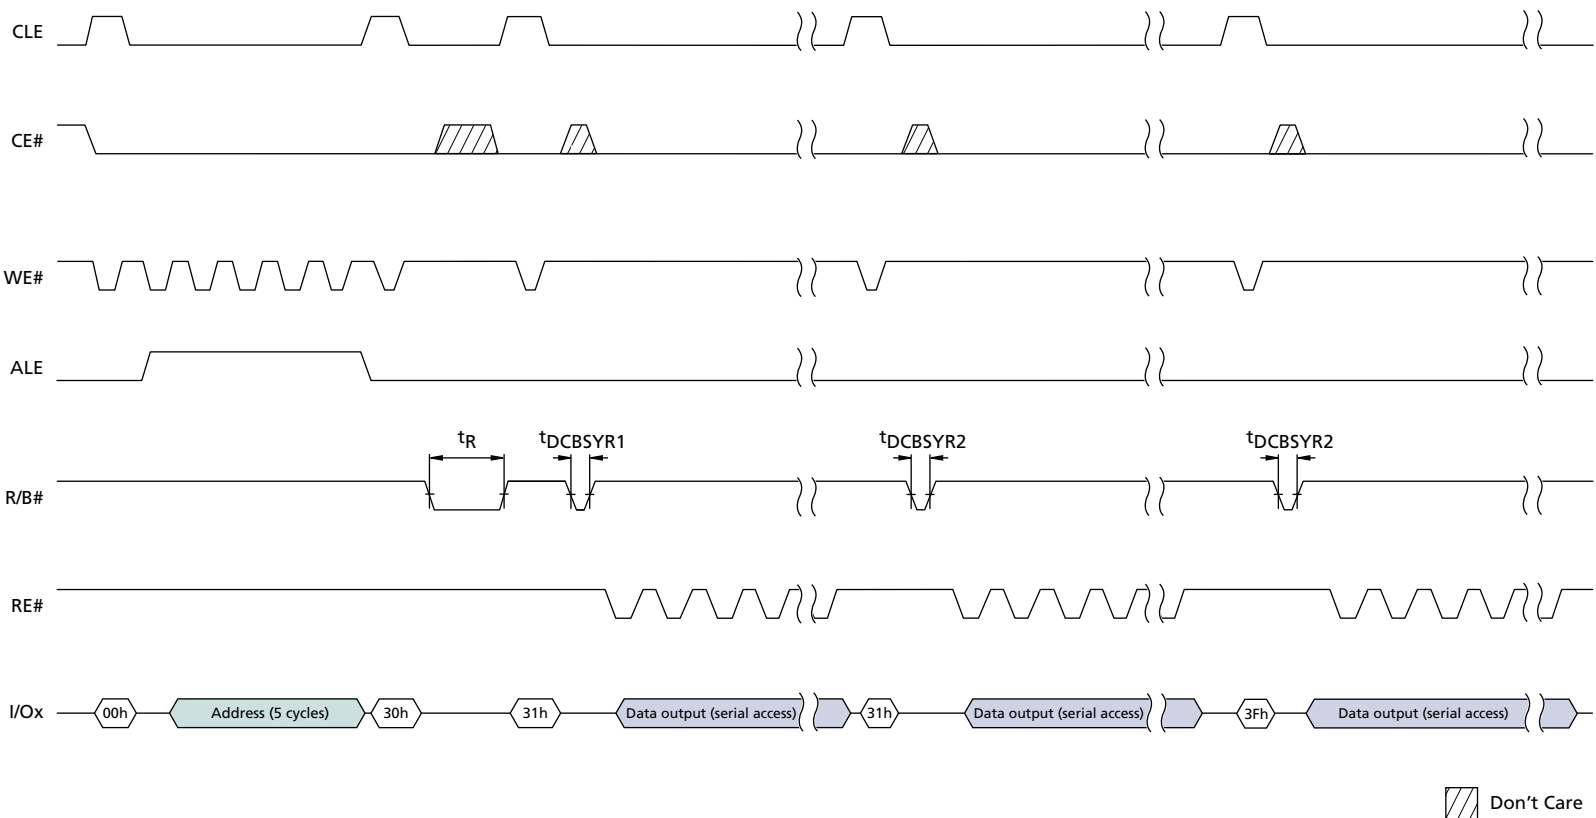 CLE
CE#
WE#
ALE
tR tDCBSYR1 tDCBSYR2 tDCBSYR2
R/B#
RE#
I/Ox 00h Address (5 cycles) 30h 31h Data output (serial access) 31h Data output (serial access) 3Fh Data output (serial access)
Don't Care